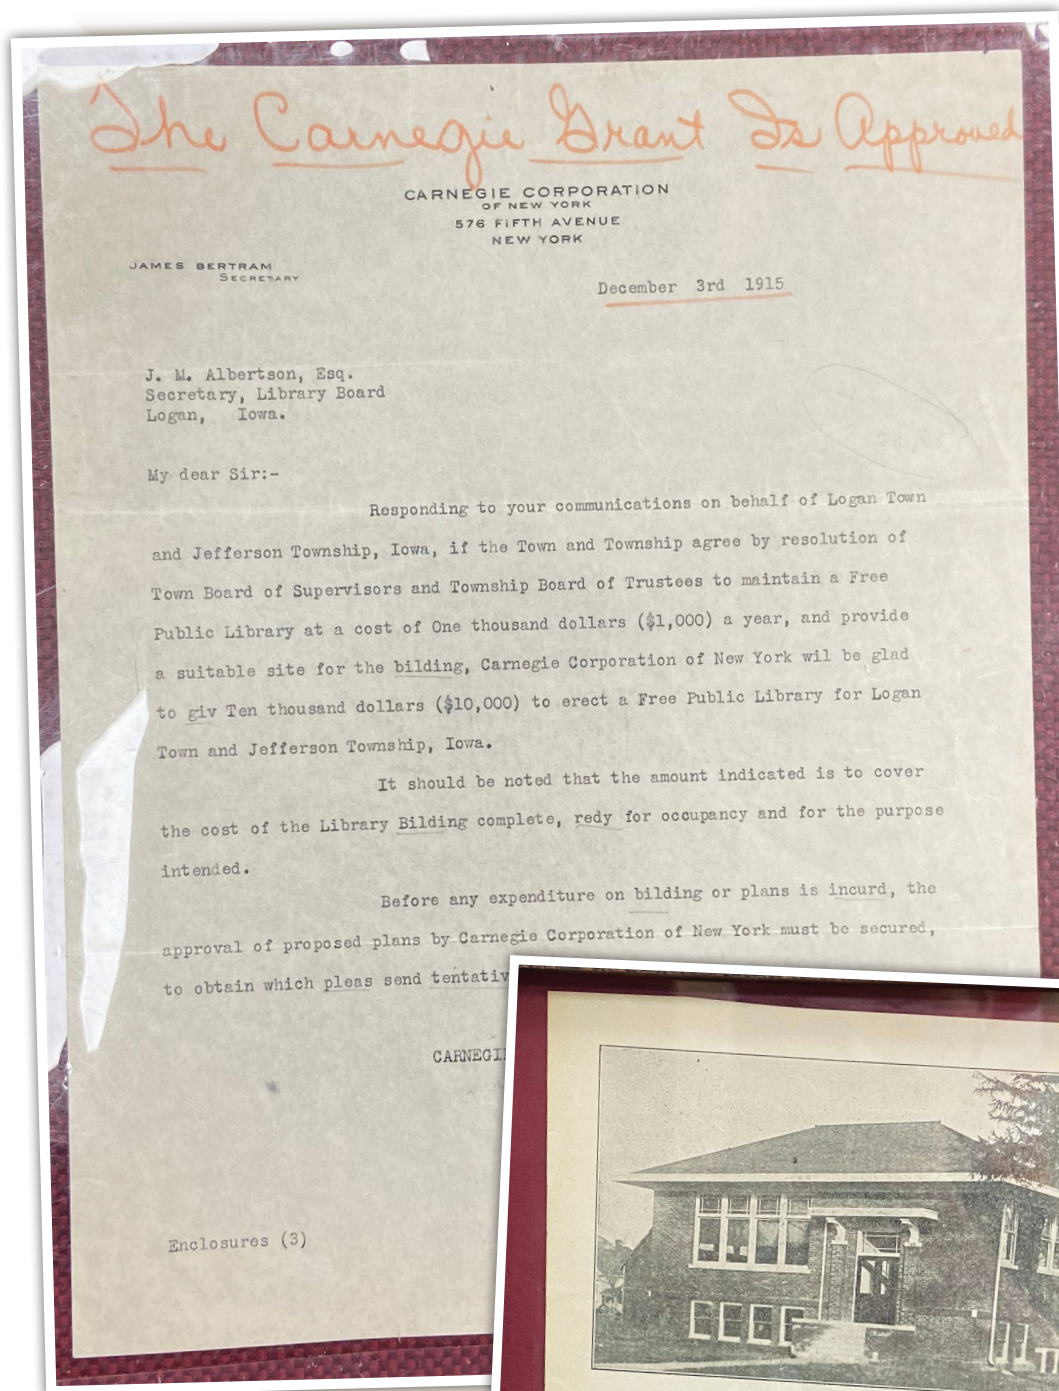 The Carnegie Grant Is Approved
CARNEGIE CORPORATION
OF NEW YORK
576 FIFTH AVENUE
NEW YORK
JAMES BERTRAM
SECRETARY
December 3rd 1915
J. M. Albertson, Esq.
Secretary, Library Board
Logan, Iowa.
My dear Sir:-
Responding to your communications on behalf of Logan Town
and Jefferson Township, Iowa, if the Town and Township agree by resolution of
Town Board of Supervisors and Township Board of Trustees to maintain a Free
Public Library at a cost of One thousand dollars ($1,000) a year, and provide
a suitable site for the bilding, Carnegie Corporation of New York wil be glad
to giv Ten thousand dollars ($10,000) to erect a Free Public Library for Logan
Town and Jefferson Township, Iowa.
It should be noted that the amount indicated is to cover
the cost of the Library Bilding complete, redy for occupancy and for the purpose
intended.
Before any expenditure on bilding or plans is incurd, the
approval of proposed plans by Carnegie Corporation of New York must be secured,
to obtain which pleas send tentativ
CARNEGI
Enclosures (3)